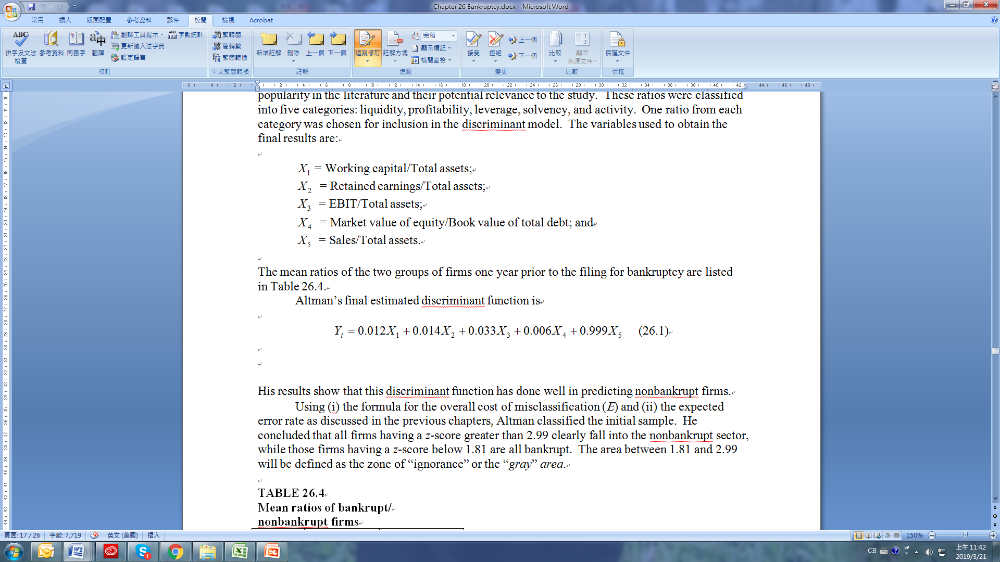 Chapter 26 Bankruptcy.docx - Microsoft Word
常用 插入 版面配置 參考資料 郵件 校閱 檢視 Acrobat
ABC 拼字及文法檢查 參考資料 同義字 翻譯 翻譯工具提示 字數統計
更新輸入法字典
設定語言
繁轉簡
簡轉繁
繁簡轉換
新增註解 刪除 上一個 下一個
追蹤修訂 註解方塊 完稿
顯示標記
檢閱窗格
接受 拒絕 上一個
下一個
比較 顯示來源文件 保護文件
校訂 中文繁簡轉換 註解 追蹤 變更 比較 保護
popularity in the literature and their potential relevance to the study. These ratios were classified
into five categories: liquidity, profitability, leverage, solvency, and activity. One ratio from each
category was chosen for inclusion in the discriminant model. The variables used to obtain the
final results are:
X1 = Working capital/Total assets;
X2 = Retained earnings/Total assets;
X3 = EBIT/Total assets;
X4 = Market value of equity/Book value of total debt; and
X5 = Sales/Total assets.
The mean ratios of the two groups of firms one year prior to the filing for bankruptcy are listed
in Table 26.4.
Altman’s final estimated discriminant function is
Yi = 0.012X1 + 0.014X2 + 0.033X3 + 0.006X4 + 0.999X5 (26.1)
His results show that this discriminant function has done well in predicting nonbankrupt firms.
Using (i) the formula for the overall cost of misclassification (E) and (ii) the expected
error rate as discussed in the previous chapters, Altman classified the initial sample. He
concluded that all firms having a z-score greater than 2.99 clearly fall into the nonbankrupt sector,
while those firms having a z-score below 1.81 are all bankrupt. The area between 1.81 and 2.99
will be defined as the zone of “ignorance” or the “gray” area.
TABLE 26.4
Mean ratios of bankrupt/
nonbankrupt firms
頁面: 17 / 26 字數: 7,719 英文 (美國) 插入 150%
CH 上午 11:42
2019/3/21